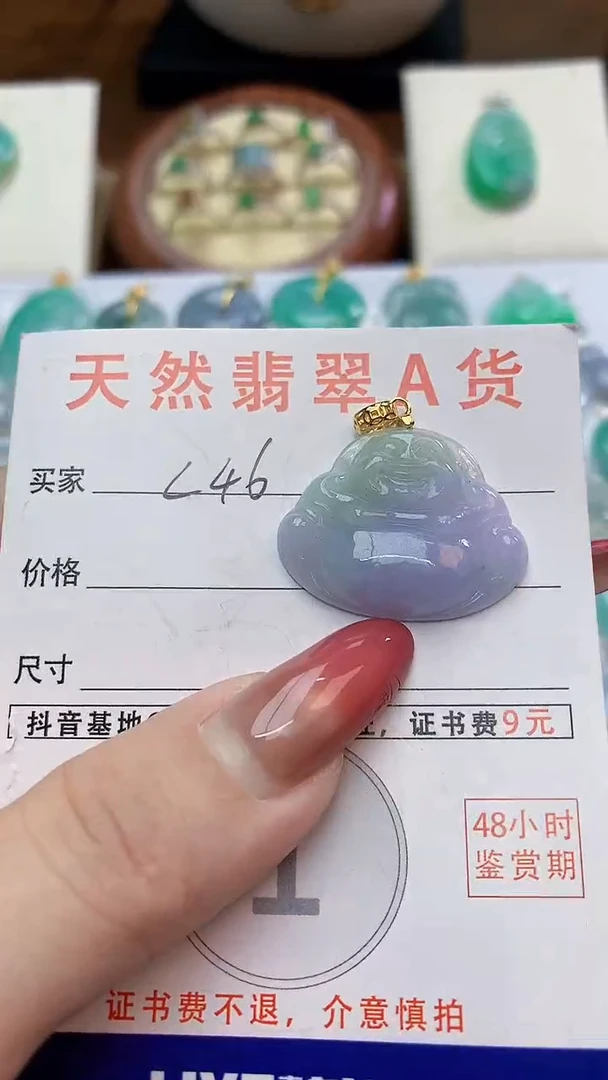 天然翡翠A货
买家 L46
价格
尺寸
抖音基地 ,证书费9元
48小时
鉴赏期
1
证书费不退,介意慎拍